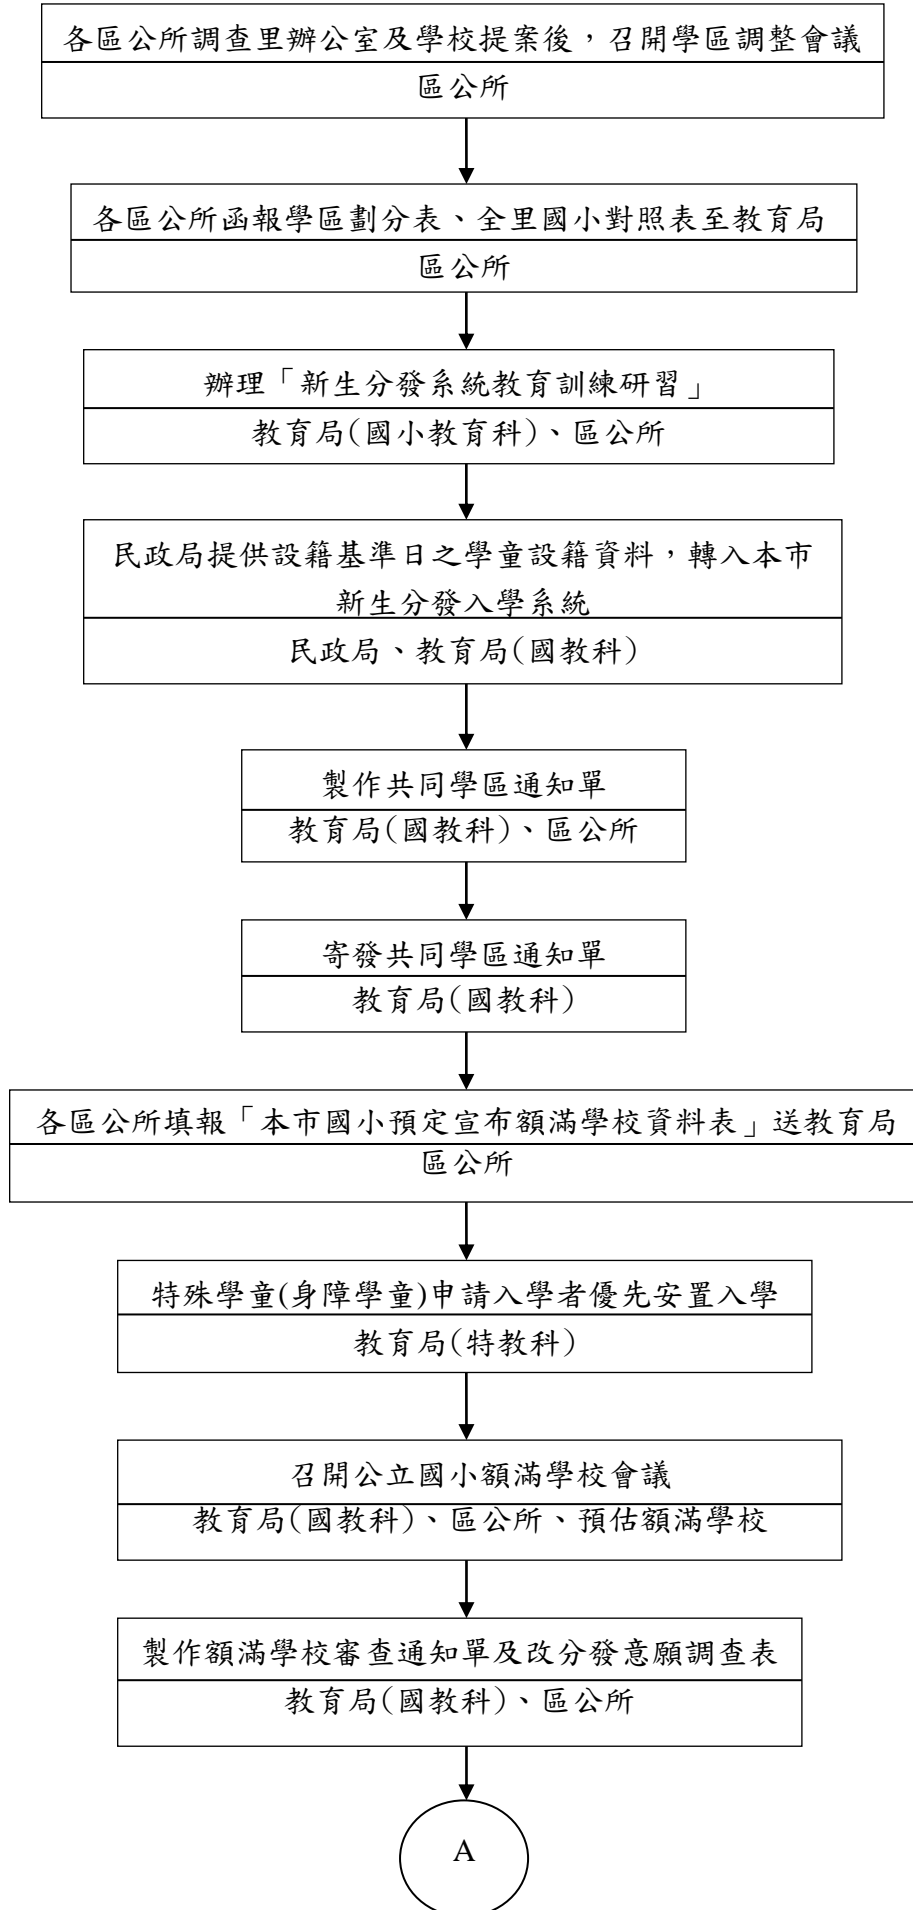 各區公所調查里辦公室及學校提案後，召開學區調整會議
區公所
各區公所函報學區劃分表、全里國小對照表至教育局
區公所
辦理「新生分發系統教育訓練研習」
教育局(國小教育科)、區公所
民政局提供設籍基準日之學童設籍資料，轉入本市
新生分發入學系統
民政局、教育局(國教科)
製作共同學區通知單
教育局(國教科)、區公所
寄發共同學區通知單
教育局(國教科)
各區公所填報「本市國小預定宣布額滿學校資料表」送教育局
區公所
特殊學童(身障學童)申請入學者優先安置入學
教育局(特教科)
召開公立國小額滿學校會議
教育局(國教科)、區公所、預估額滿學校
製作額滿學校審查通知單及改分發意願調查表
教育局(國教科)、區公所
A